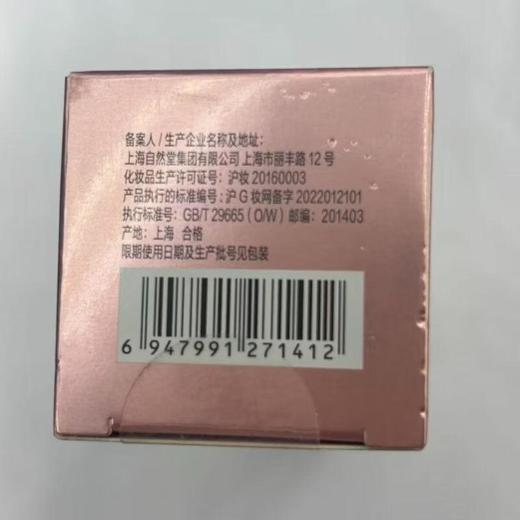 备案人/生产企业名称及地址：
上海自然堂集团有限公司 上海市丽丰路 12 号
化妆品生产许可证号：沪妆 20160003
产品执行的标准编号：沪 G 妆网备字 2022012101
执行标准号：GB/T 29665（O/W）邮编：201403
产地：上海 合格
限期使用日期及生产批号见包装
6 947991 271412